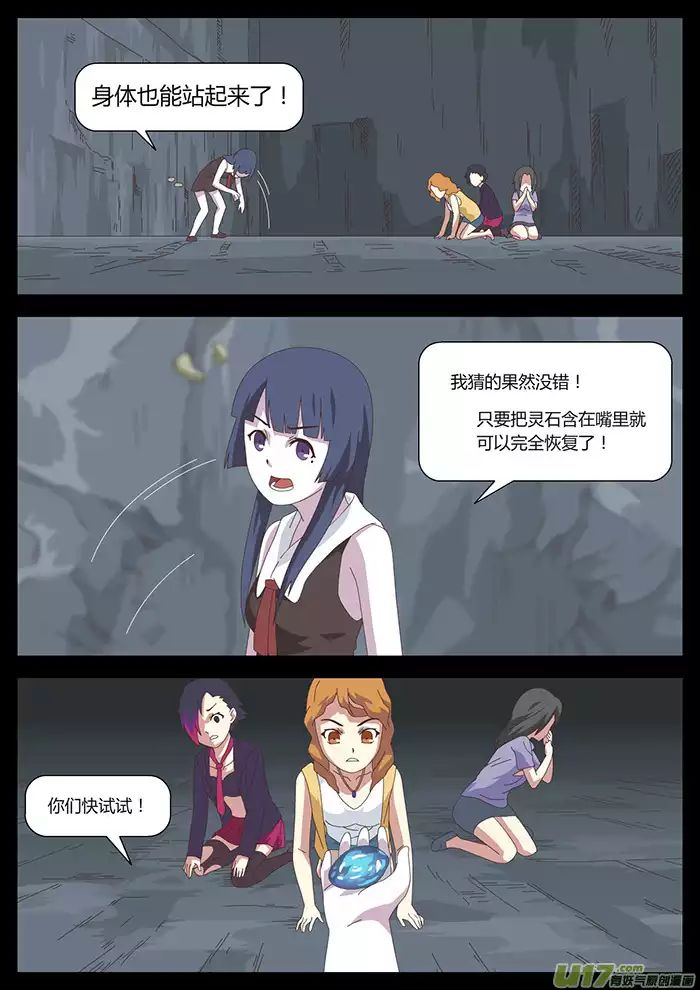 身体也能站起来了！
我猜的果然没错！
只要把灵石含在嘴里就
可以完全恢复了！
你们快试试！
U17.com
有妖气原创漫画